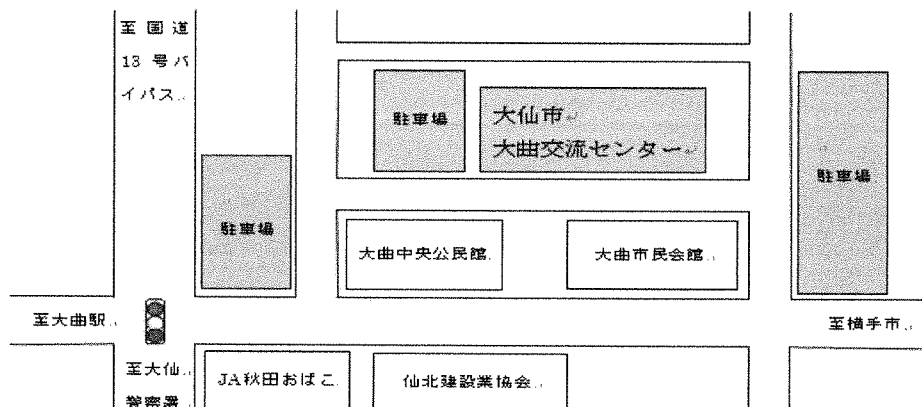 至国道
13 号バ
イパス
駐車場
大仙市
大曲交流センター
駐車場
駐車場
大曲中央公民館
大曲市民会館
至大曲駅
至横手市
至大仙
警察署
JA秋田おばこ
仙北建設業協会